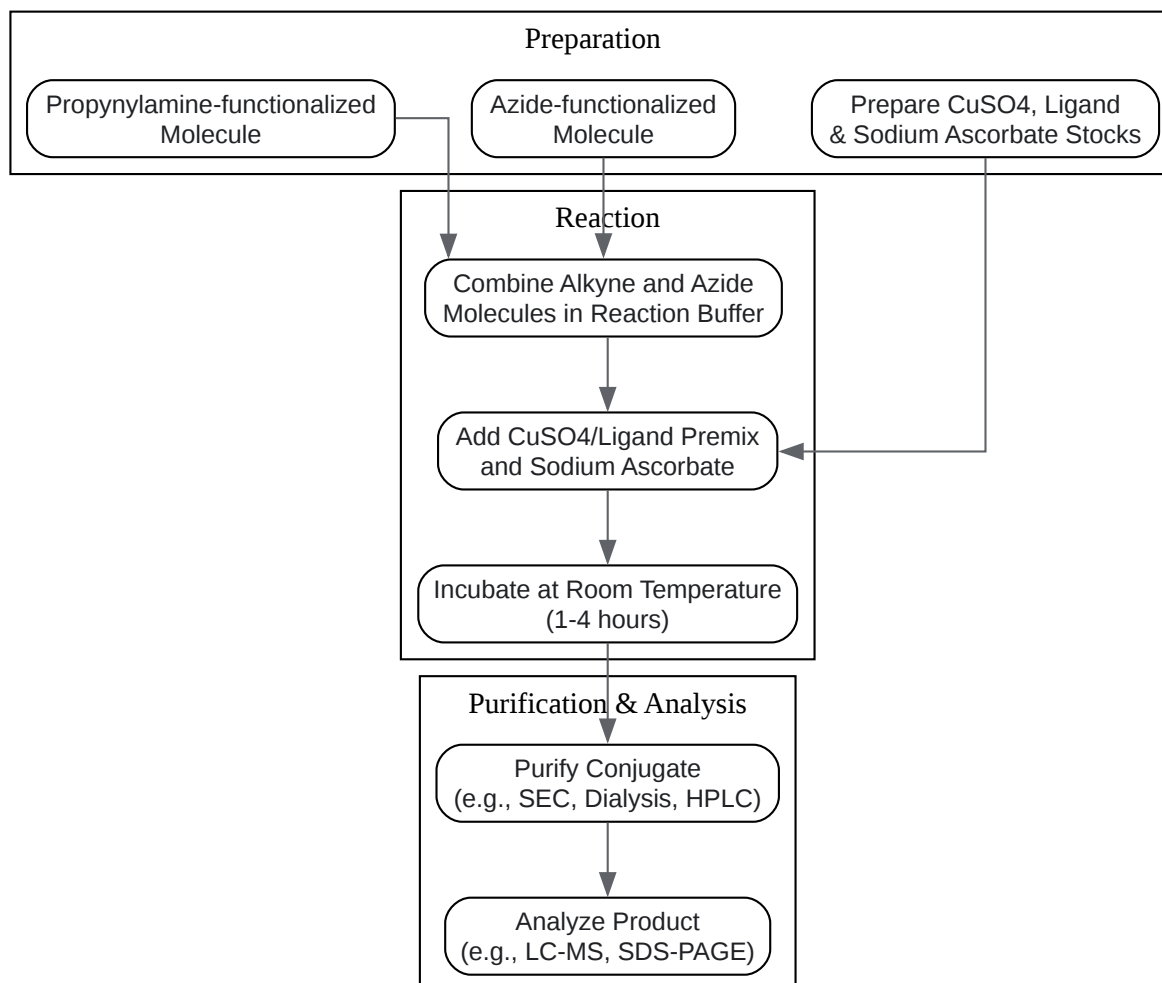 Preparation
Propynylamine-functionalized
Molecule
Azide-functionalized
Molecule
Prepare CuSO4, Ligand
& Sodium Ascorbate Stocks
Reaction
Combine Alkyne and Azide
Molecules in Reaction Buffer
Add CuSO4/Ligand Premix
and Sodium Ascorbate
Incubate at Room Temperature
(1-4 hours)
Purification & Analysis
Purify Conjugate
(e.g., SEC, Dialysis, HPLC)
Analyze Product
(e.g., LC-MS, SDS-PAGE)